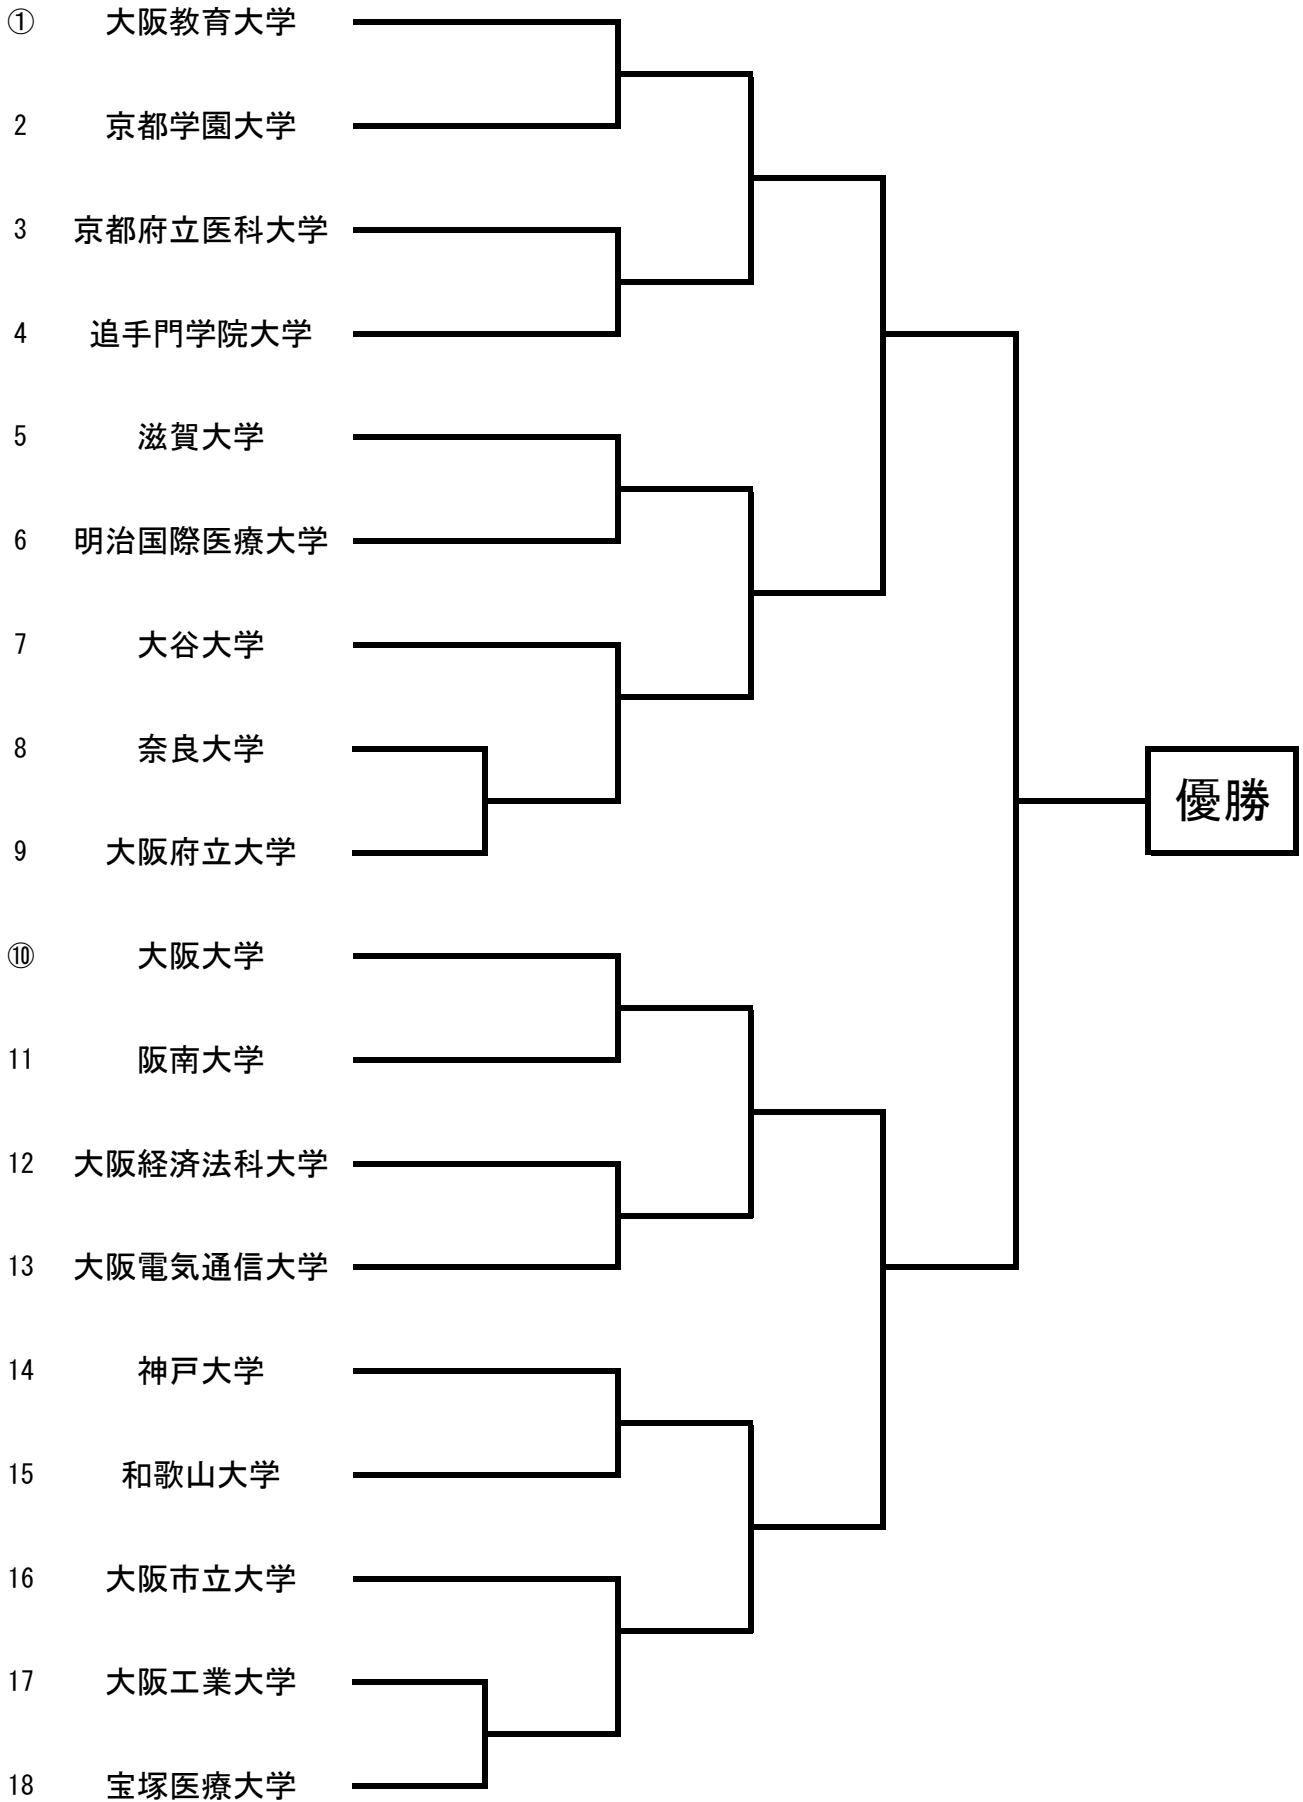 ① 大阪教育大学
2 京都学園大学
3 京都府立医科大学
4 追手門学院大学
5 滋賀大学
6 明治国際医療大学
7 大谷大学
8 奈良大学
優勝
9 大阪府立大学
⑩ 大阪大学
11 阪南大学
12 大阪経済法科大学
13 大阪電気通信大学
14 神戸大学
15 和歌山大学
16 大阪市立大学
17 大阪工業大学
18 宝塚医療大学